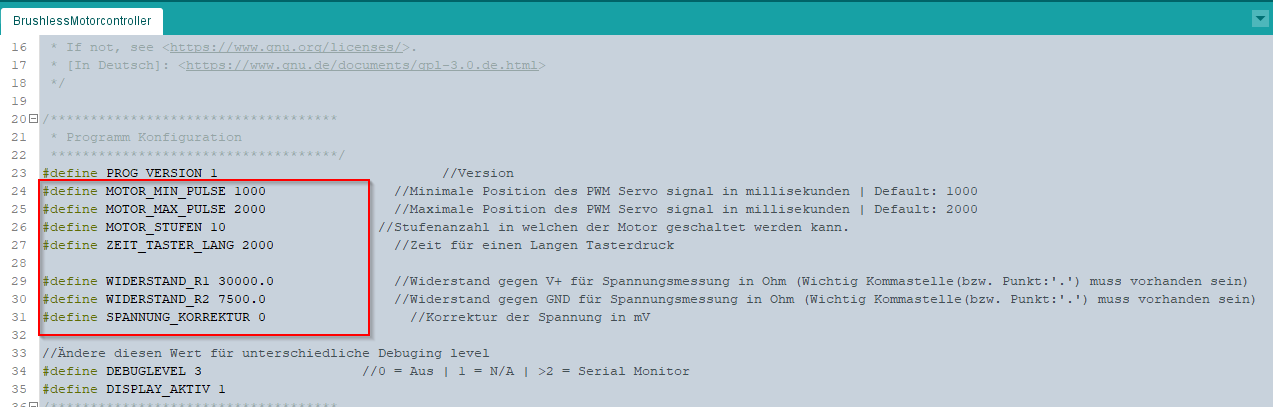 BrushlessMotorcontroller
16 * If not, see <https://www.gnu.org/licenses/>.
17 * [In Deutsch]: <https://www.gnu.de/documents/gpl-3.0.de.html>
18 */
19
20 /************************************
21 * Programm Konfiguration
22 ************************************/
23 #define PROG_VERSION 1 //Version
24 #define MOTOR_MIN_PULSE 1000 //Minimale Position des PWM Servo signal in millisekunden | Default: 1000
25 #define MOTOR_MAX_PULSE 2000 //Maximale Position des PWM Servo signal in millisekunden | Default: 2000
26 #define MOTOR_STUFEN 10 //Stufenanzahl in welchen der Motor geschaltet werden kann.
27 #define ZEIT_TASTER_LANG 2000 //Zeit für einen Langen Tasterdruck
28
29 #define WIDERSTAND_R1 30000.0 //Widerstand gegen V+ für Spannungsmessung in Ohm (Wichtig Kommastelle(bzw. Punkt:'.') muss vorhanden sein)
30 #define WIDERSTAND_R2 7500.0 //Widerstand gegen GND für Spannungsmessung in Ohm (Wichtig Kommastelle(bzw. Punkt:'.') muss vorhanden sein)
31 #define SPANNUNG_KORREKTUR 0 //Korrektur der Spannung in mV
32
33 //Ändere diesen Wert für unterschiedliche Debuging level
34 #define DEBUGLEVEL 3 //0 = Aus | 1 = N/A | >2 = Serial Monitor
35 #define DISPLAY_AKTIV 1
36 /************************************